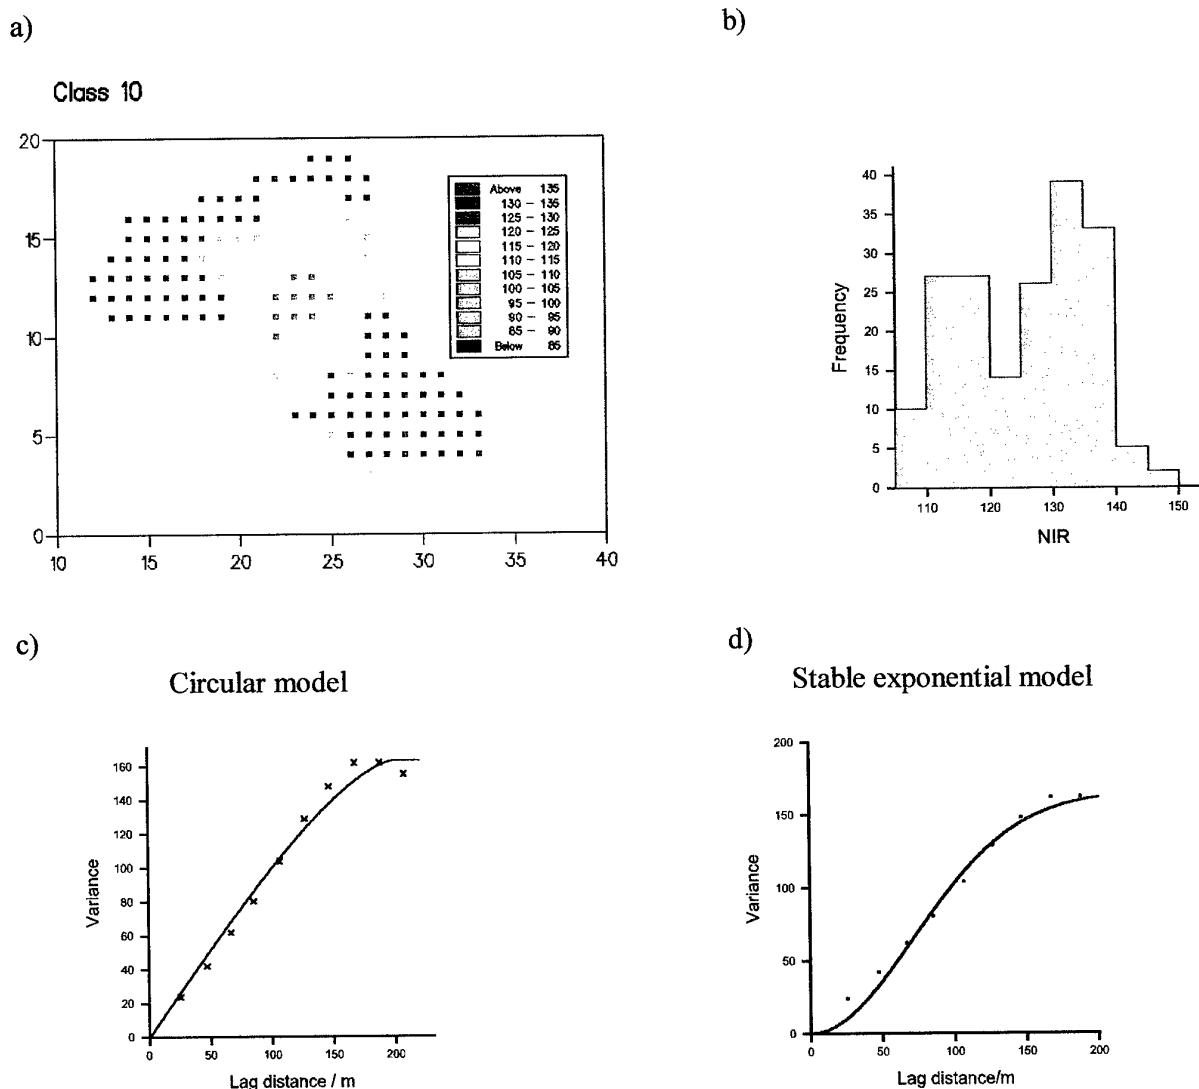 a)
b)
Class 10
20
15
10
5
0
10 15 20 25 30 35 40
Above 135
130 – 135
125 – 130
120 – 125
115 – 120
110 – 115
105 – 110
100 – 105
95 – 100
90 – 95
85 – 90
Below 85
Frequency
40
35
30
25
20
15
10
5
0
110 120 130 140 150
NIR
c)
Circular model
Variance
160
140
120
100
80
60
40
20
0
0 50 100 150 200
Lag distance / m
d)
Stable exponential model
Variance
200
150
100
50
0
0 50 100 150 200
Lag distance/m